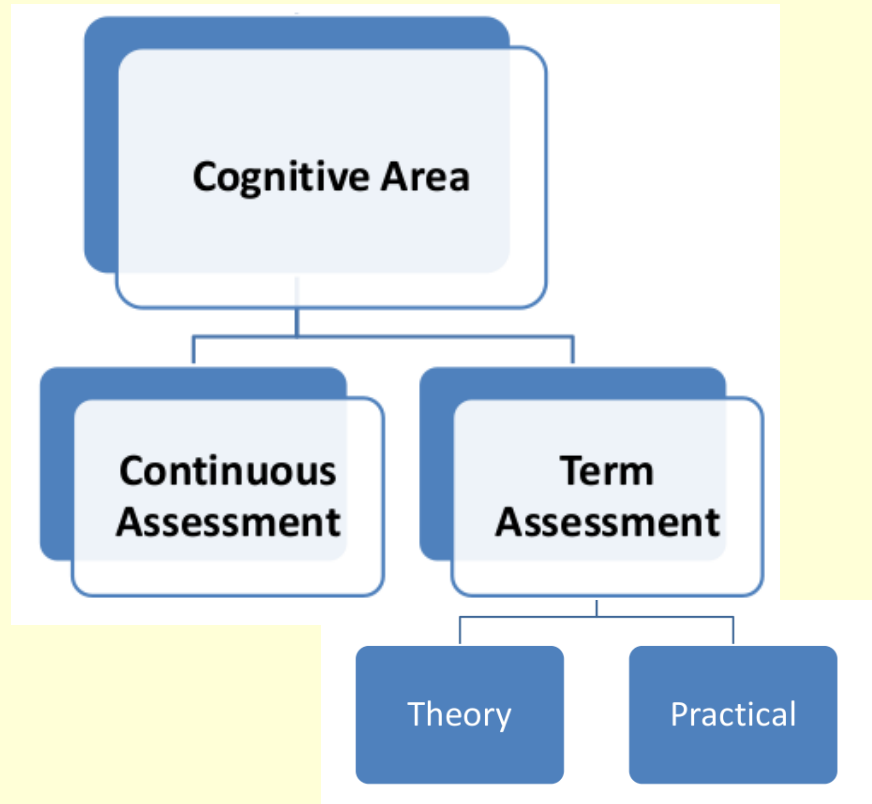 Cognitive Area
Continuous
Assessment
Term
Assessment
Theory
Practical